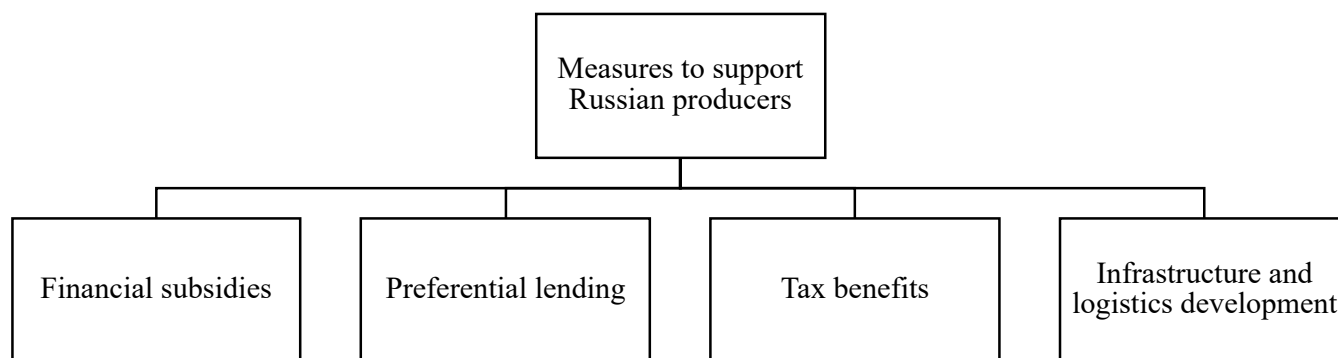 Measures to support
Russian producers
Financial subsidies
Preferential lending
Tax benefits
Infrastructure and
logistics development